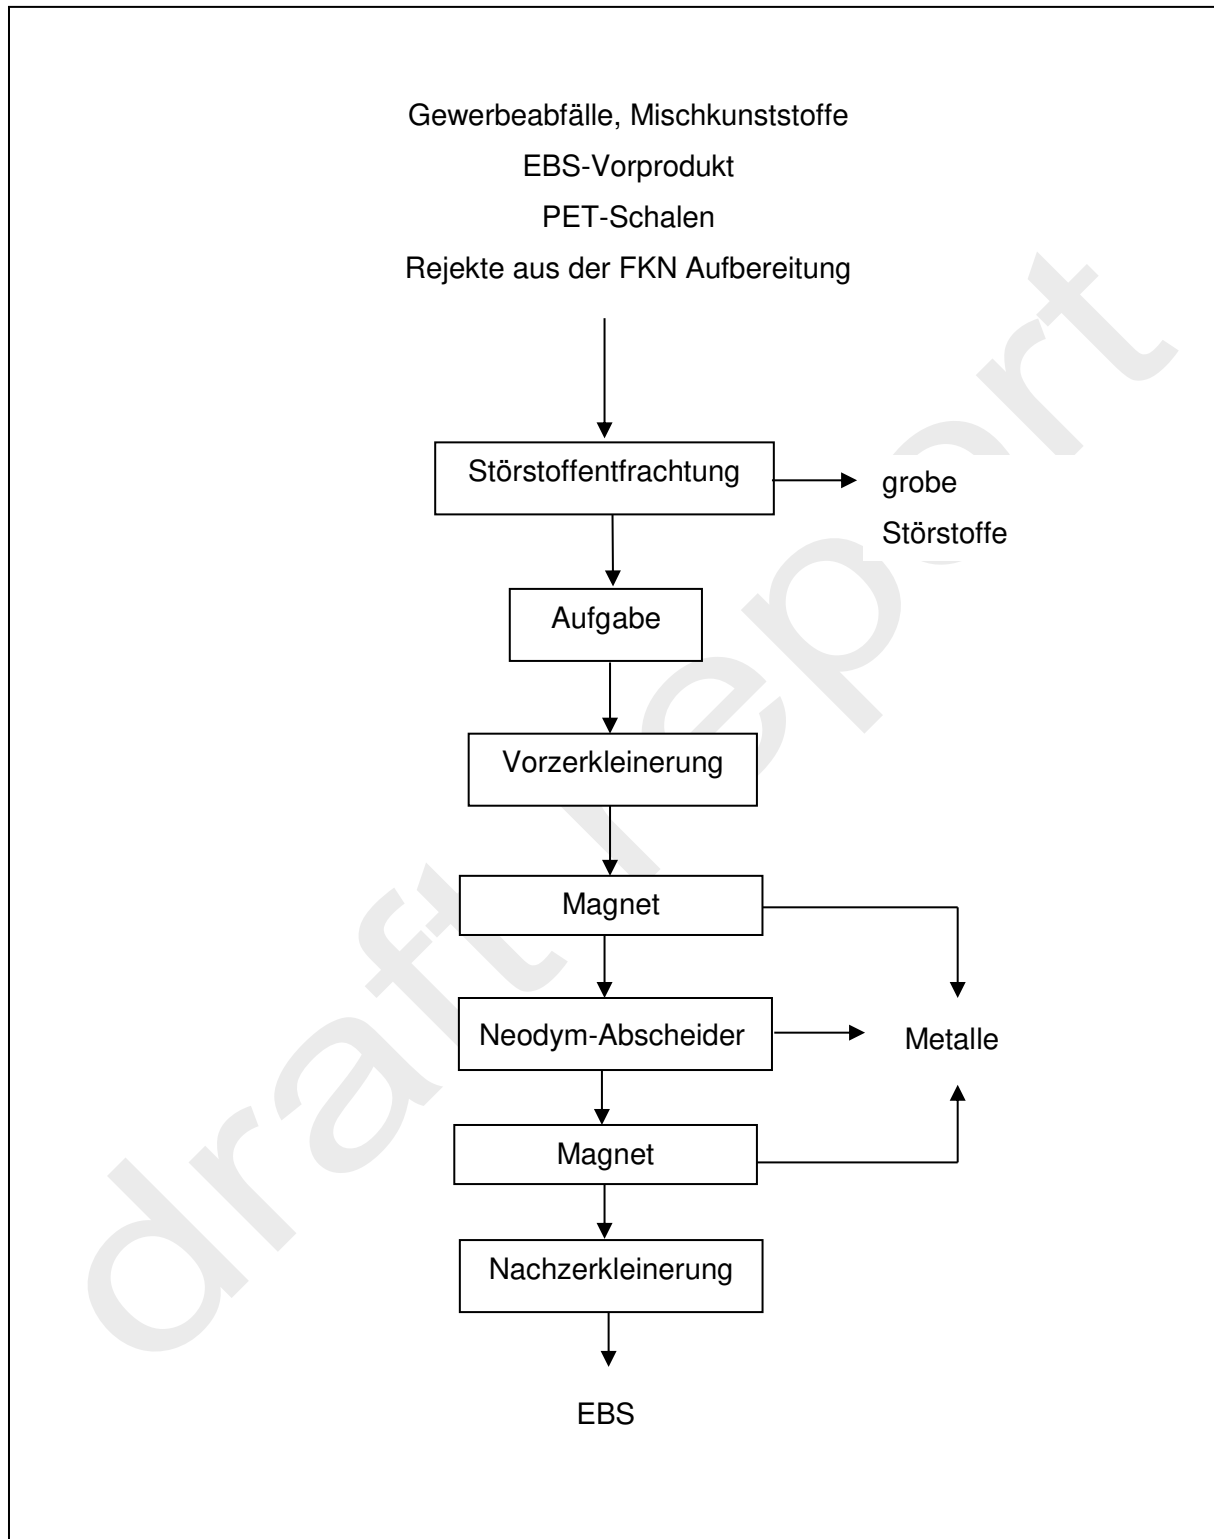 Gewerbeabfälle, Mischkunststoffe
EBS-Vorprodukt
PET-Schalen
Rejekte aus der FKN Aufbereitung
Störstoffentfrachtung
grobe
Störstoffe
Aufgabe
Vorzerkleinerung
Magnet
Neodym-Abscheider
Metalle
Magnet
Nachzerkleinerung
EBS
draft report